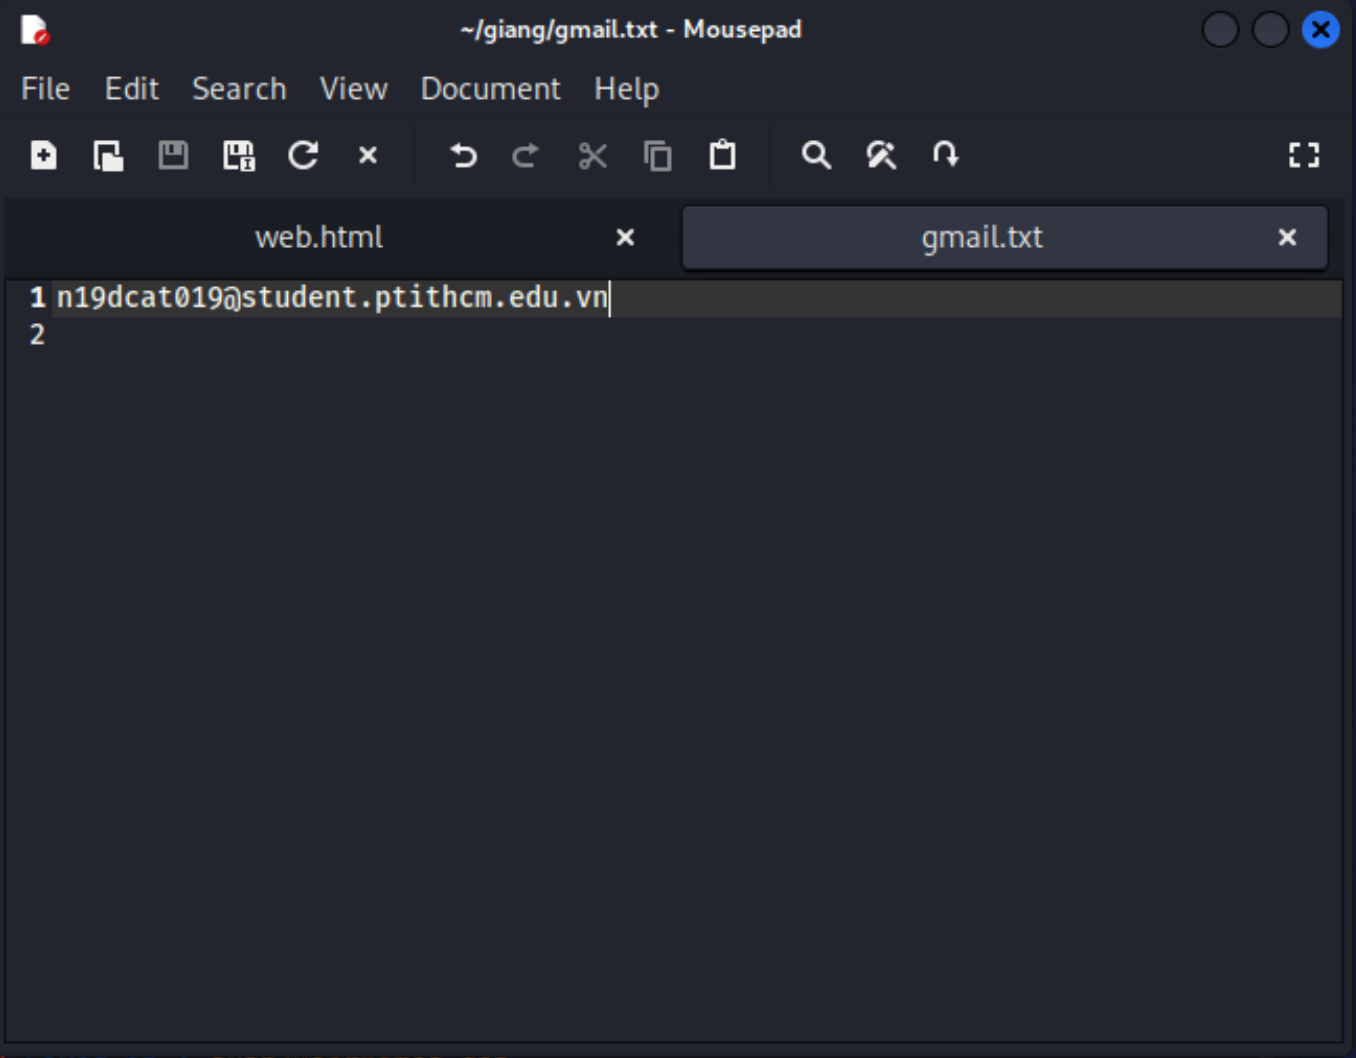 ~/giang/gmail.txt - Mousepad
File Edit Search View Document Help
web.html gmail.txt
1 n19dcat019@student.ptithcm.edu.vn
2